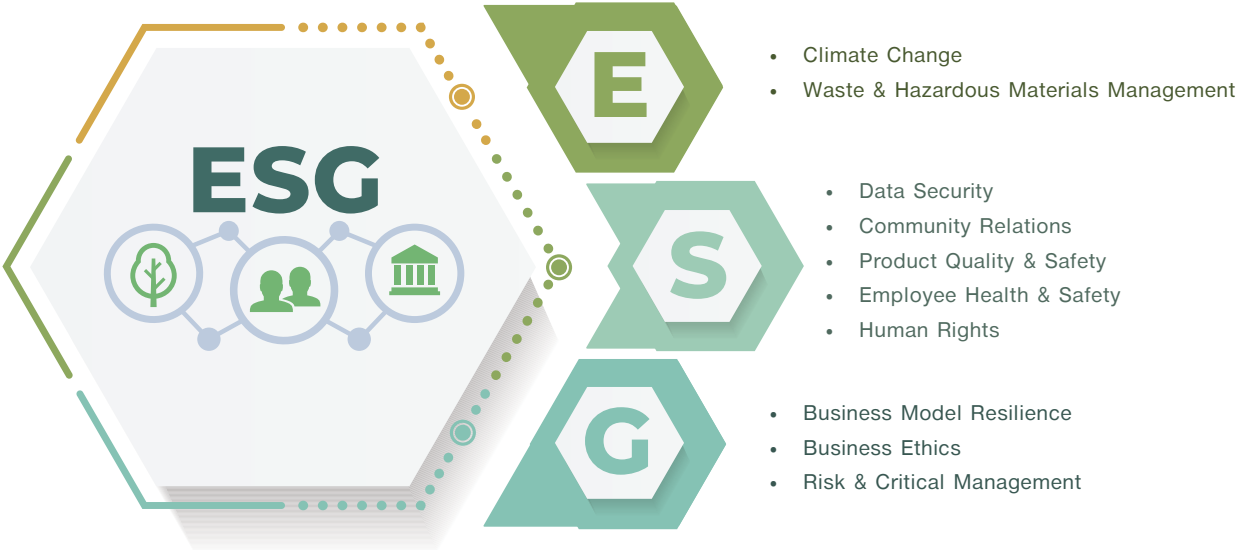 ESG
E
• Climate Change
• Waste & Hazardous Materials Management
S
• Data Security
• Community Relations
• Product Quality & Safety
• Employee Health & Safety
• Human Rights
G
• Business Model Resilience
• Business Ethics
• Risk & Critical Management